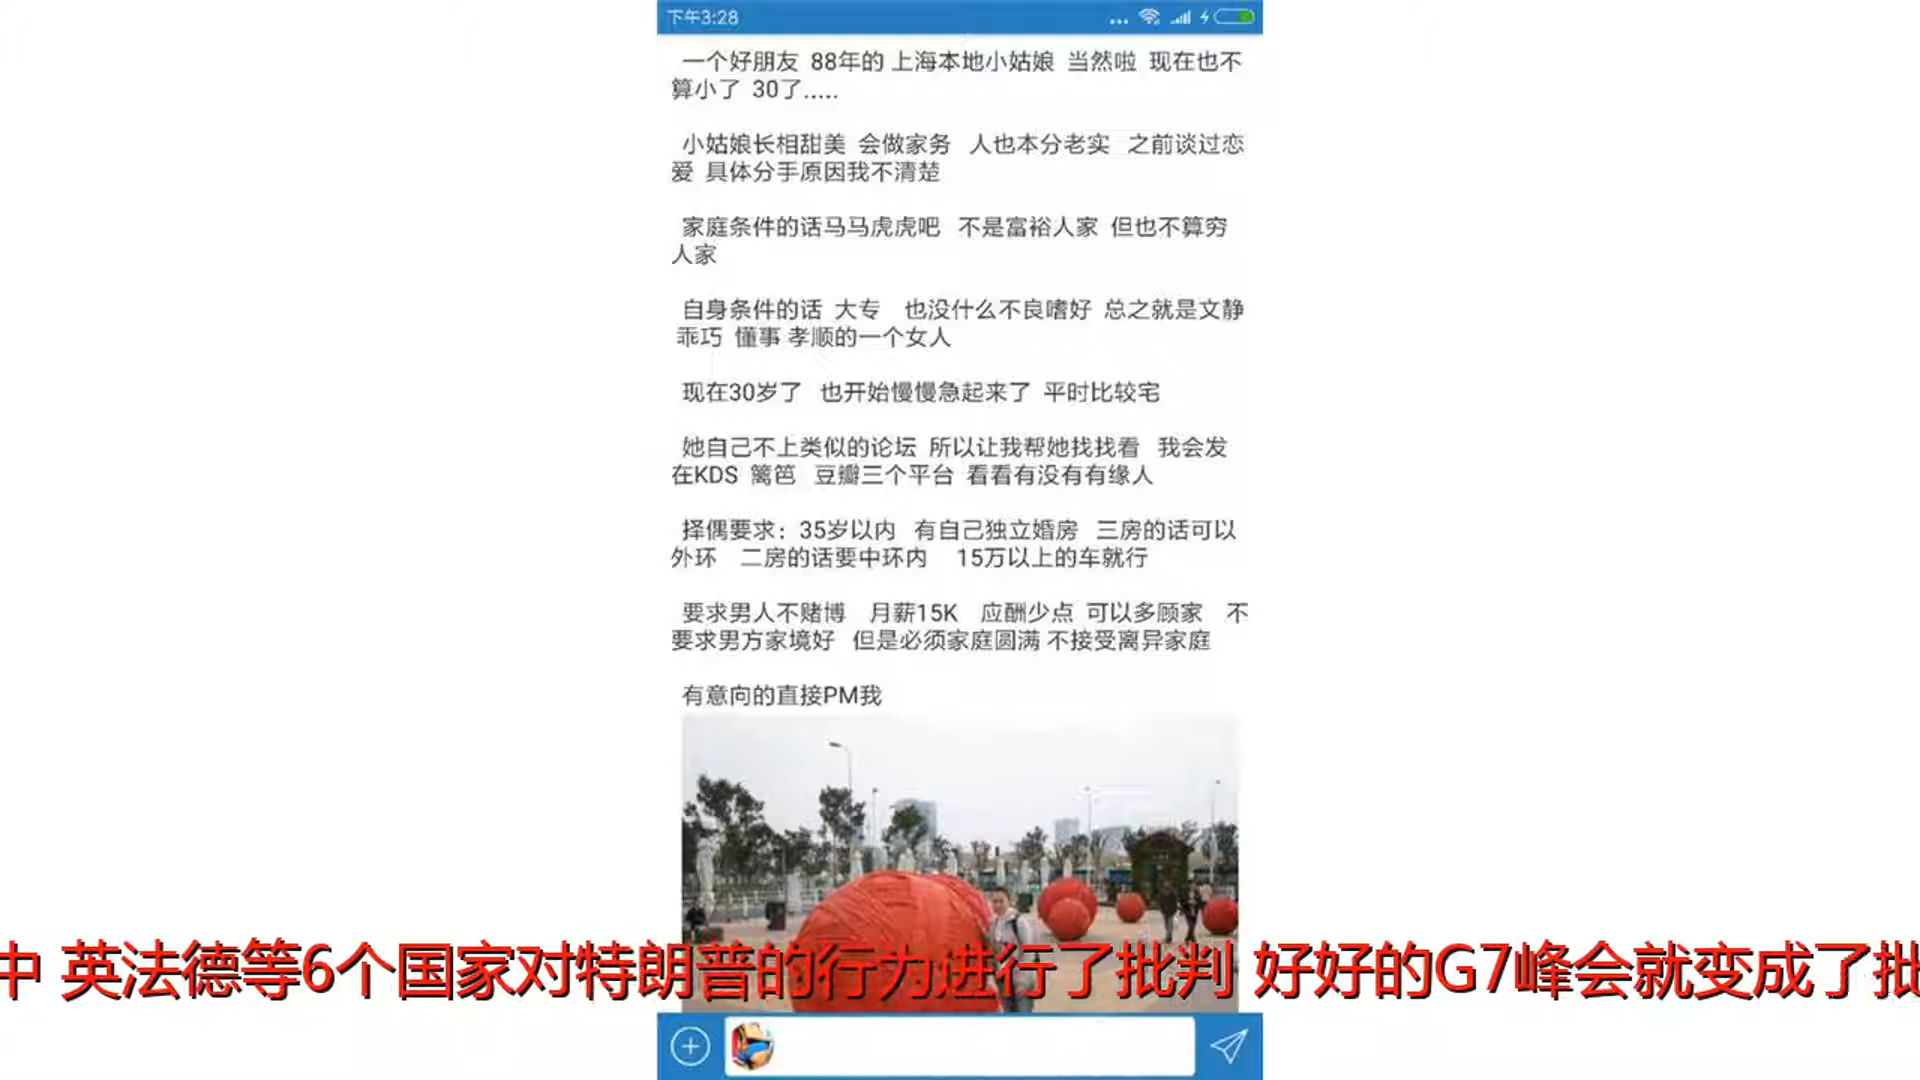 下午3:28
一个好朋友 88年的 上海本地小姑娘 当然啦 现在也不
算小了 30了.....
小姑娘长相甜美 会做家务 人也本分老实 之前谈过恋
爱 具体分手原因我不清楚
家庭条件的话马马虎虎吧 不是富裕人家 但也不算穷
人家
自身条件的话 大专 也没什么不良嗜好 总之就是文静
乖巧 懂事 孝顺的一个女人
现在30岁了 也开始慢慢急起来了 平时比较宅
她自己不上类似的论坛 所以让我帮她找找看 我会发
在KDS 篱笆 豆瓣三个平台 看看有没有有缘人
择偶要求：35岁以内 有自己独立婚房 三房的话可以
外环 二房的话要中环内 15万以上的车就行
要求男人不赌博 月薪15K 应酬少点 可以多顾家 不
要求男方家境好 但是必须家庭圆满 不接受离异家庭
有意向的直接PM我
中 英法德等6个国家对特朗普的行为进行了批判 好好的G7峰会就变成了批